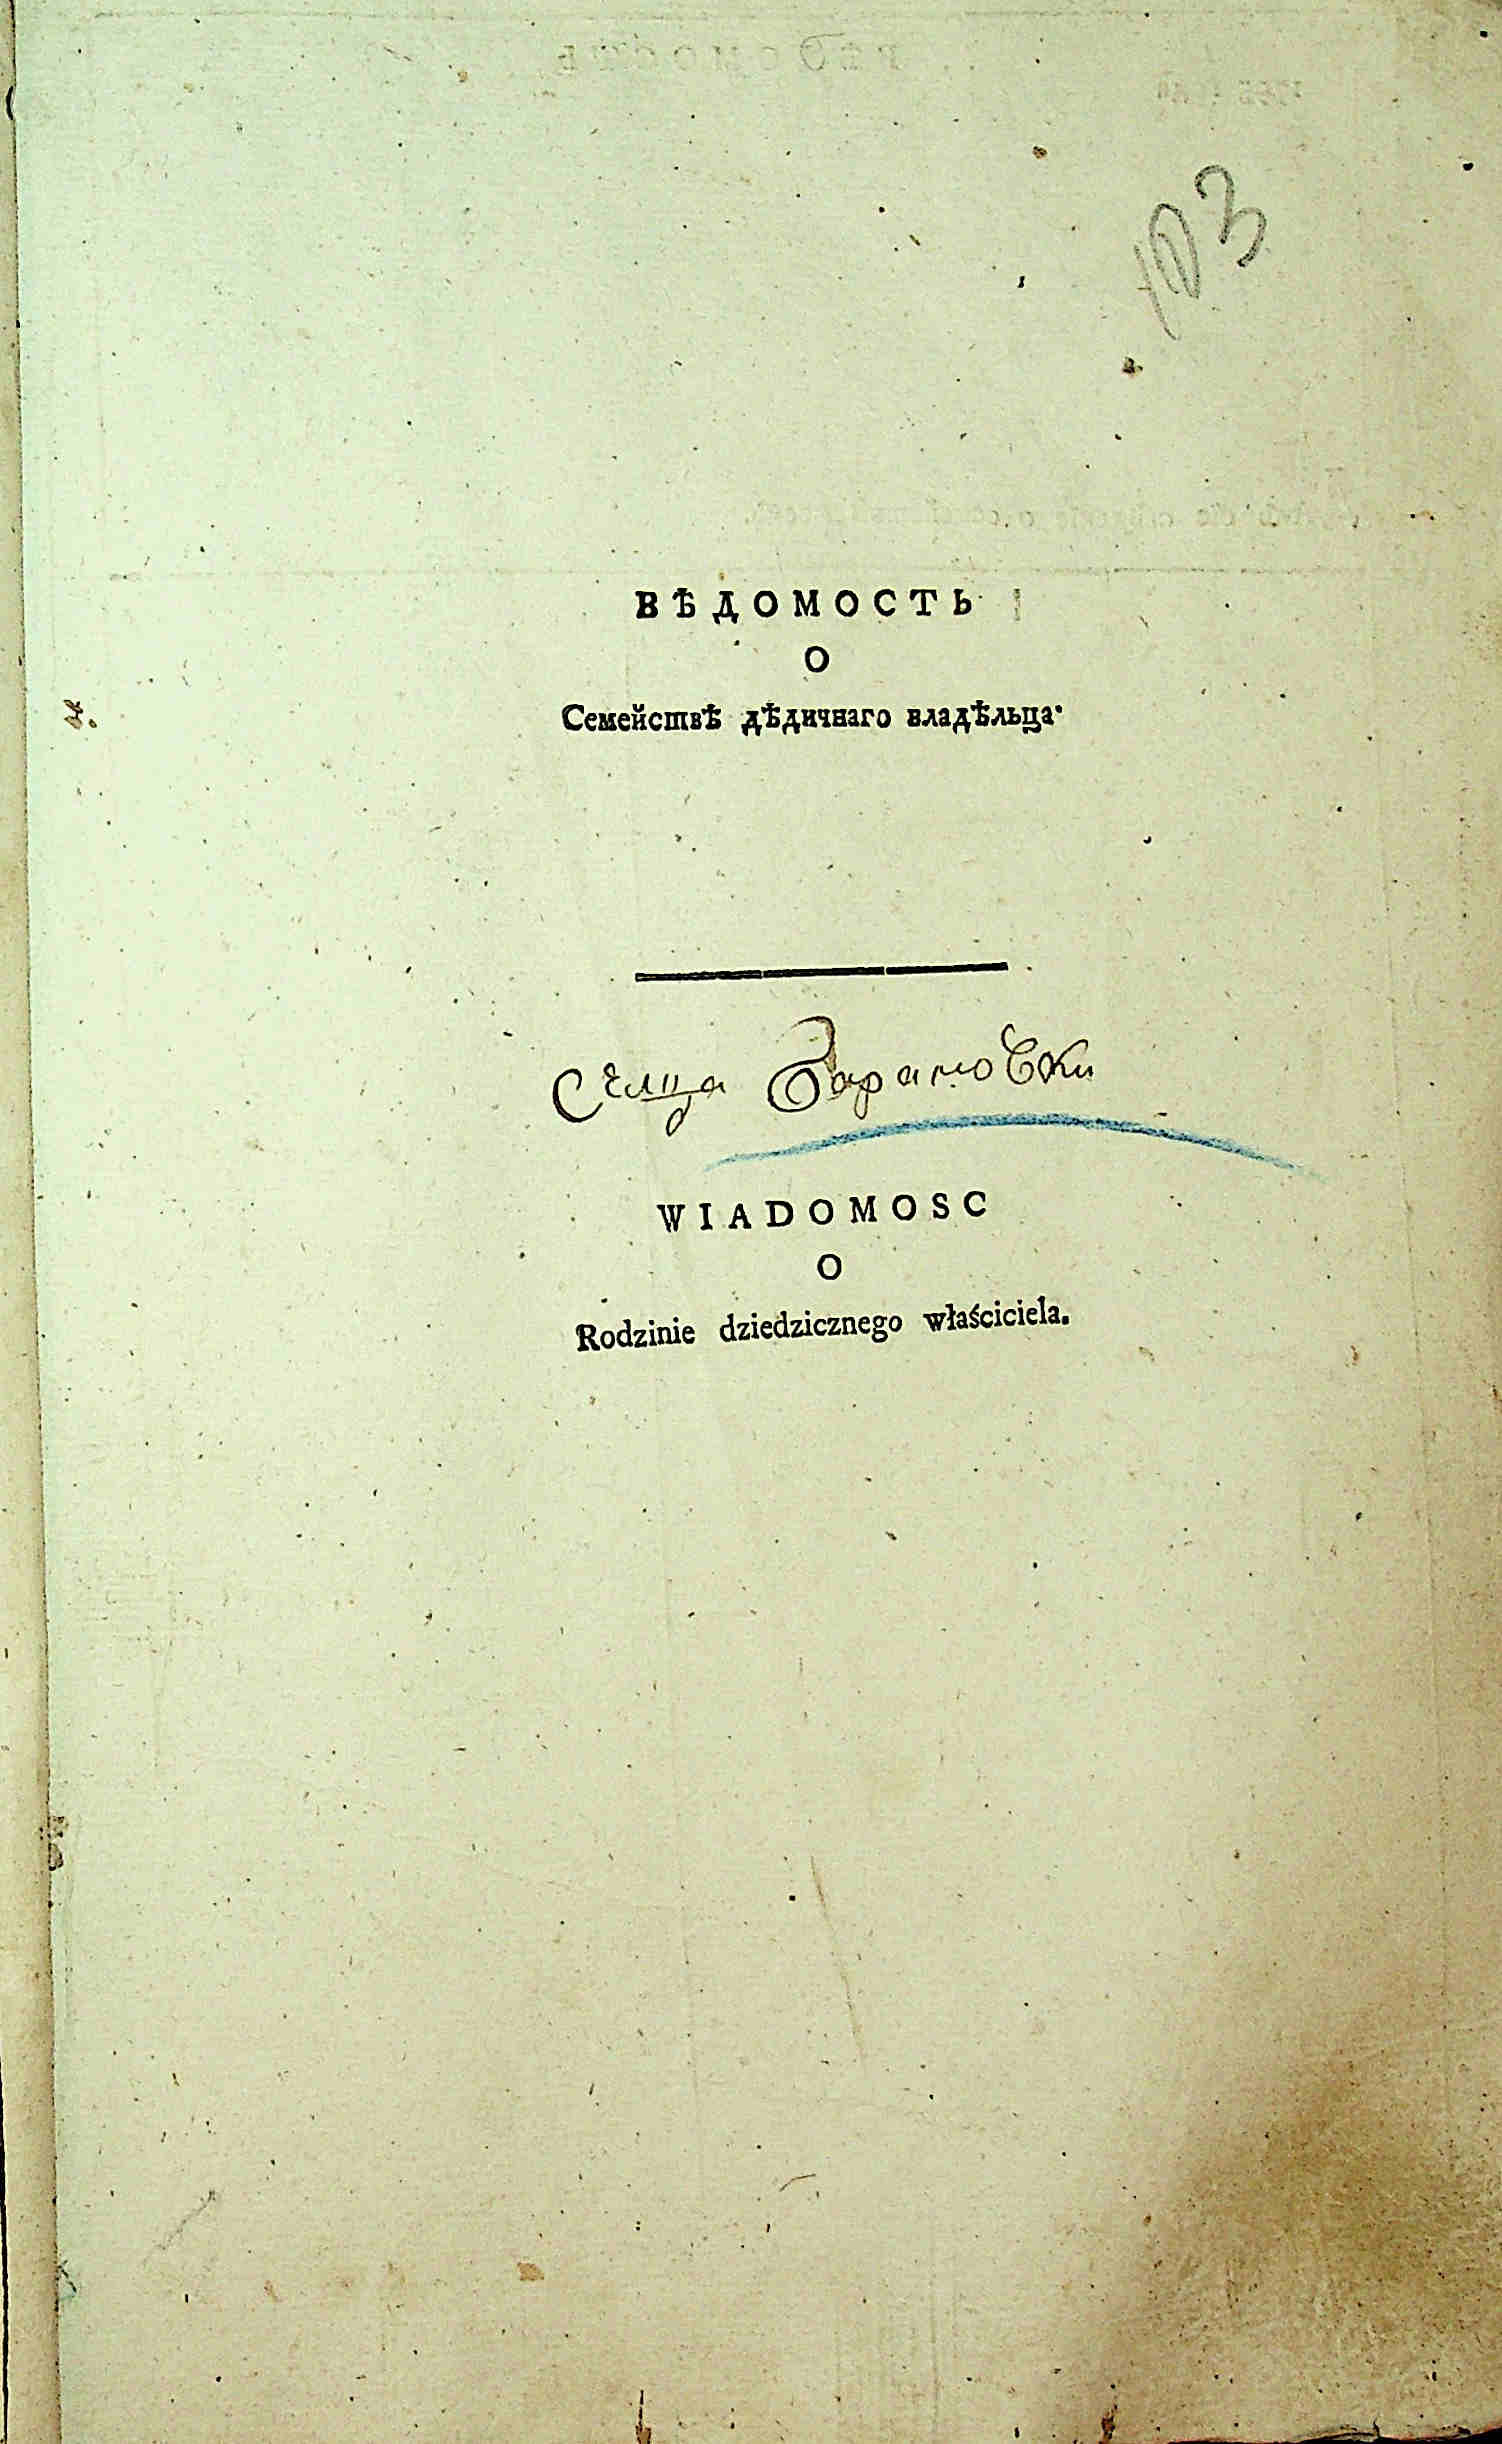 103
ВѢДОМОСТЬ
О
Семействѣ дѣдичнаго владѣльца.
Селца Барановки
WIADOMOSC
O
Rodzinie dziedzicznego właściciela.